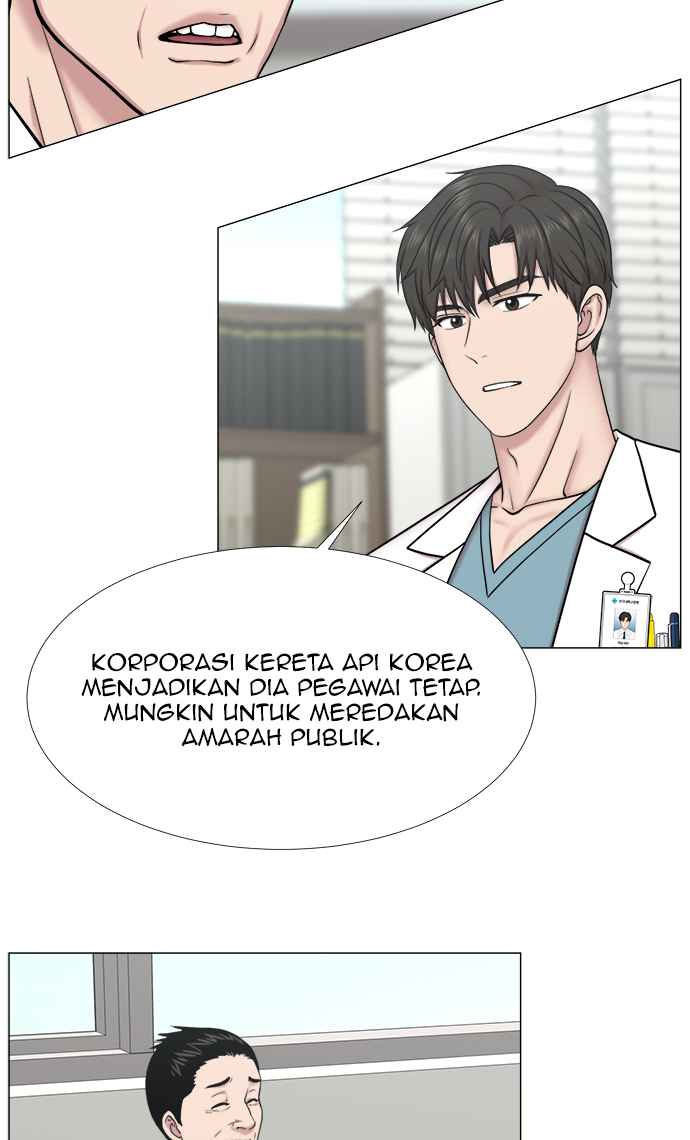 KORPORASI KERETA API KOREA
MENJADIKAN DIA PEGAWAI TETAP.
MUNGKIN UNTUK MEREDAKAN
AMARAH PUBLIK.